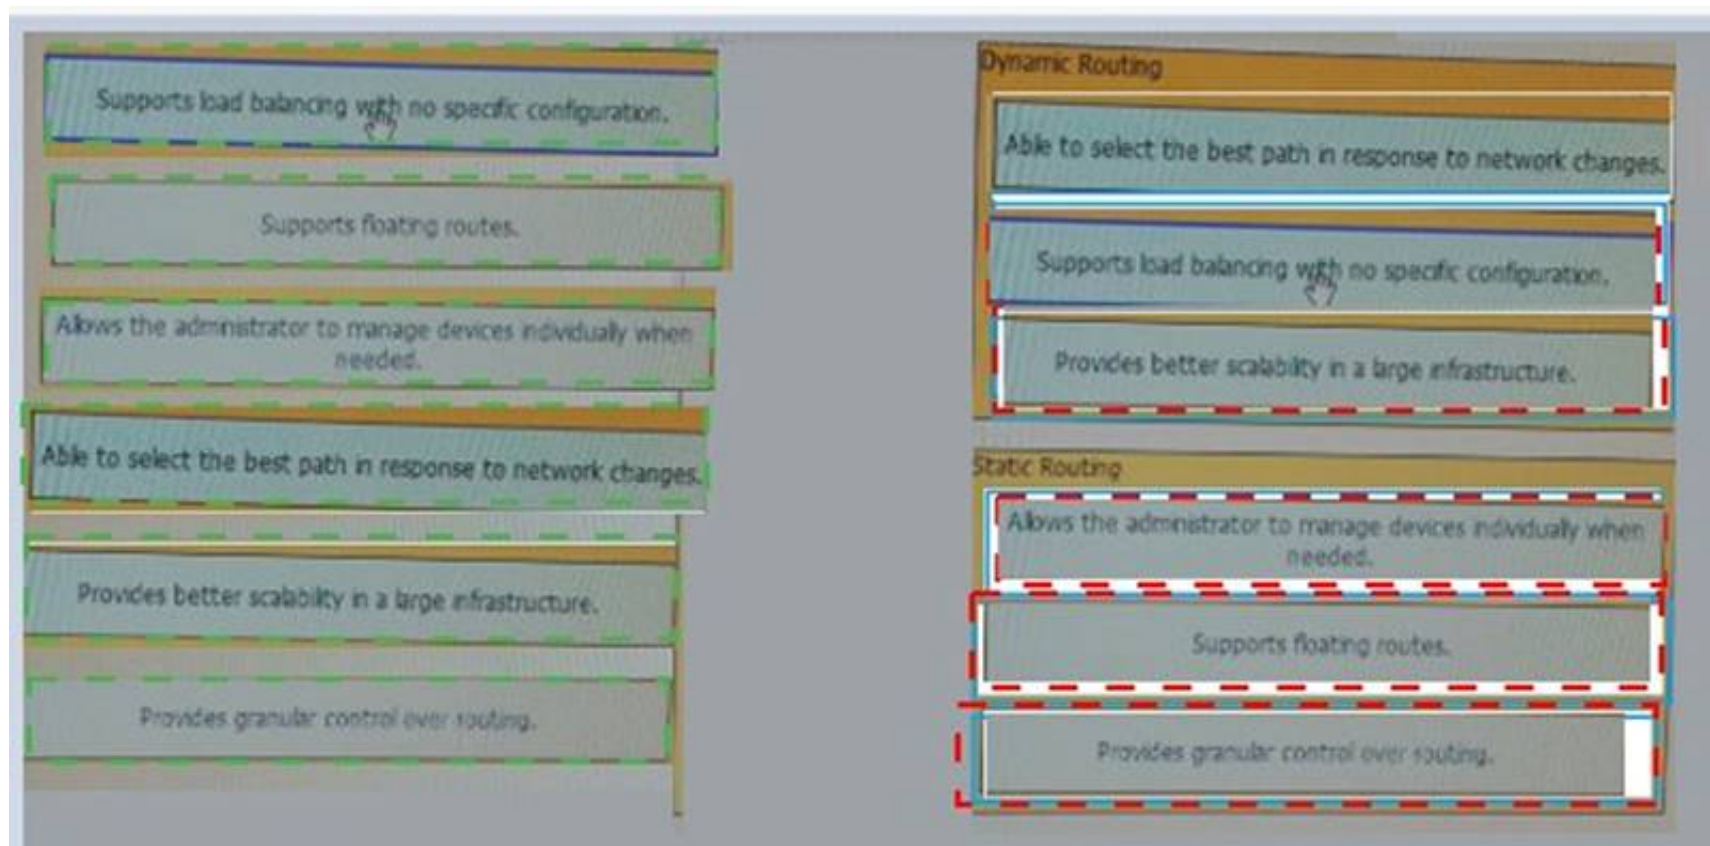 Supports load balancing with no specific configuration.
Supports floating routes.
Allows the administrator to manage devices individually when
needed.
Able to select the best path in response to network changes.
Provides better scalability in a large infrastructure.
Provides granular control over routing.
Dynamic Routing
Able to select the best path in response to network changes.
Supports load balancing with no specific configuration.
Provides better scalability in a large infrastructure.
Static Routing
Allows the administrator to manage devices individually when
needed.
Supports floating routes.
Provides granular control over routing.